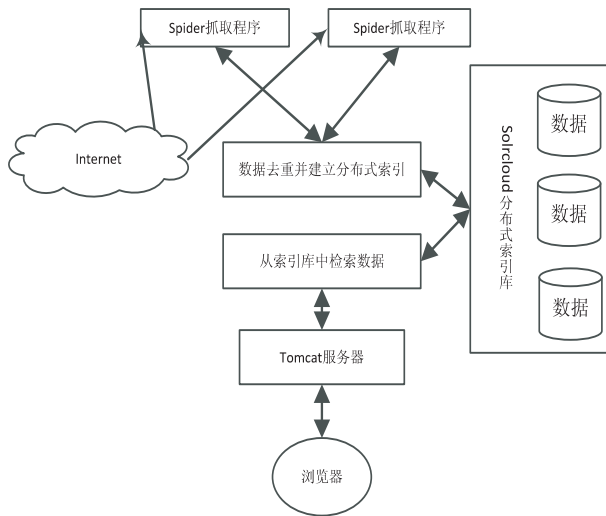 Spider抓取程序
Spider抓取程序
Internet
数据去重并建立分布式索引
从索引库中检索数据
Tomcat服务器
浏览器
Solrcloud分布式索引库
数据
数据
数据